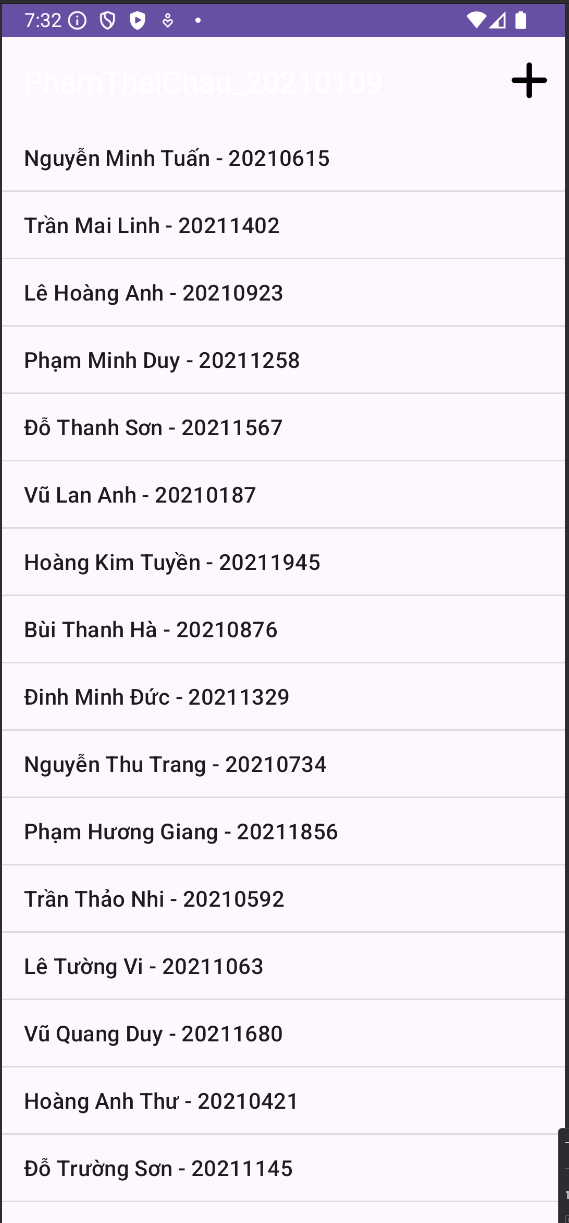 7:32
PhamThaiChau_20210109
Nguyễn Minh Tuấn - 20210615
Trần Mai Linh - 20211402
Lê Hoàng Anh - 20210923
Phạm Minh Duy - 20211258
Đỗ Thanh Sơn - 20211567
Vũ Lan Anh - 20210187
Hoàng Kim Tuyền - 20211945
Bùi Thanh Hà - 20210876
Đinh Minh Đức - 20211329
Nguyễn Thu Trang - 20210734
Phạm Hương Giang - 20211856
Trần Thảo Nhi - 20210592
Lê Tường Vi - 20211063
Vũ Quang Duy - 20211680
Hoàng Anh Thư - 20210421
Đỗ Trường Sơn - 20211145